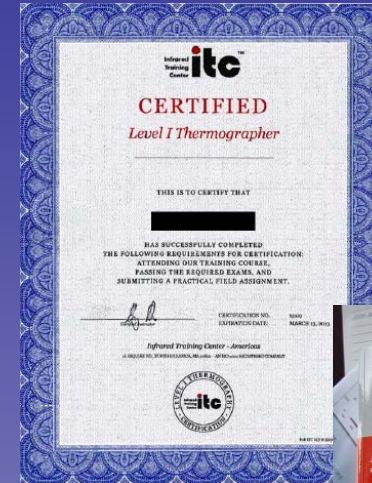 Infrared
Training
Center
itc
TM
CERTIFIED
Level I Thermographer
THIS IS TO CERTIFY THAT
HAS SUCCESSFULLY COMPLETED
THE FOLLOWING REQUIREMENTS FOR CERTIFICATION:
ATTENDING OUR TRAINING COURSE,
PASSING THE REQUIRED EXAMS, AND
SUBMITTING A PRACTICAL FIELD ASSIGNMENT.
CERTIFICATION NO.
EXPIRATION DATE: MARCH
Infrared Training Center - Americas
LEVEL I THERMOGRAPHY
itc
CERTIFICATION